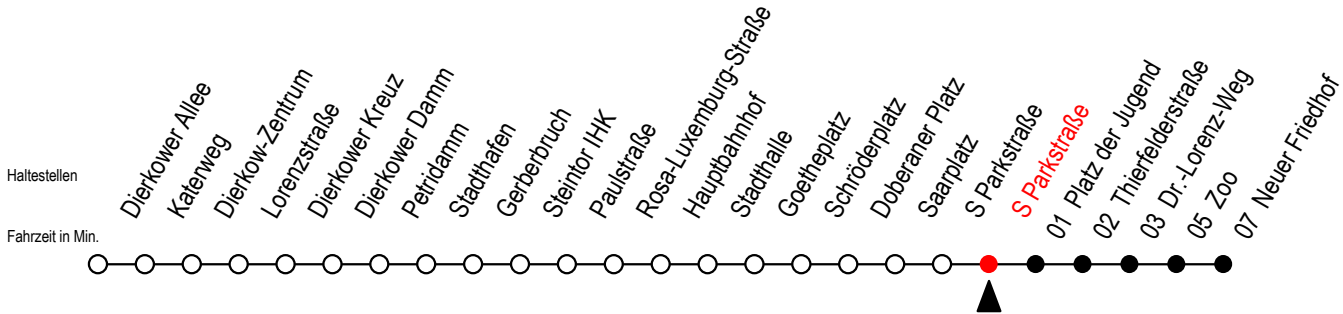 Haltestellen
Fahrzeit in Min.
Dierkower Allee
Katerweg
Dierkow-Zentrum
Lorenzstraße
Dierkower Kreuz
Dierkower Damm
Petridamm
Stadthafen
Gerberbruch
Steintor IHK
Paulstraße
Rosa-Luxemburg-Straße
Hauptbahnhof
Stadthalle
Goetheplatz
Schröderplatz
Doberaner Platz
Saarplatz
S Parkstraße
S Parkstraße
01 Platz der Jugend
02 Thierfelderstraße
03 Dr.-Lorenz-Weg
05 Zoo
07 Neuer Friedhof